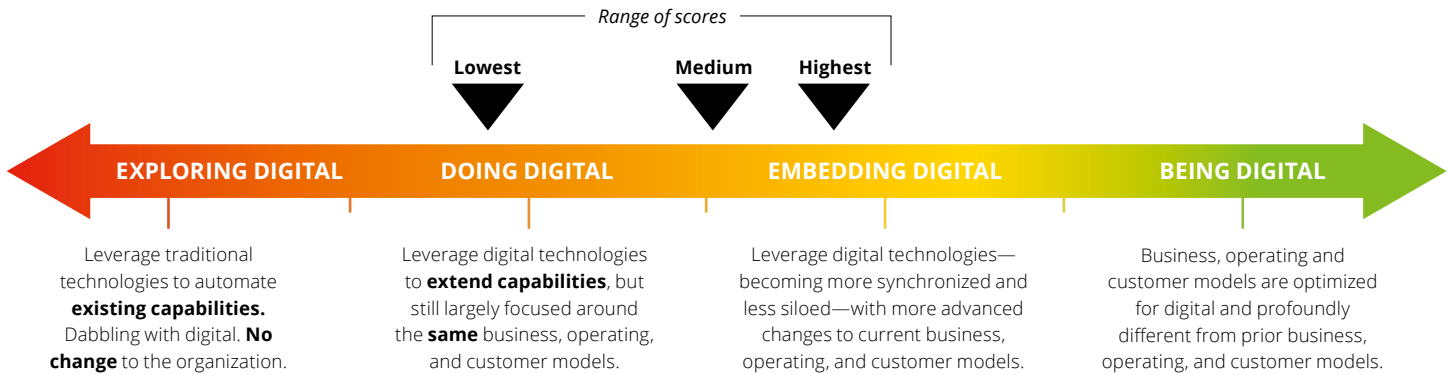 Range of scores
Lowest
Medium
Highest
EXPLORING DIGITAL
DOING DIGITAL
EMBEDDING DIGITAL
BEING DIGITAL
Leverage traditional
technologies to automate
existing capabilities.
Dabbling with digital. No
change to the organization.
Leverage digital technologies
to extend capabilities, but
still largely focused around
the same business, operating,
and customer models.
Leverage digital technologies—
becoming more synchronized and
less siloed—with more advanced
changes to current business,
operating, and customer models.
Business, operating and
customer models are optimized
for digital and profoundly
different from prior business,
operating, and customer models.